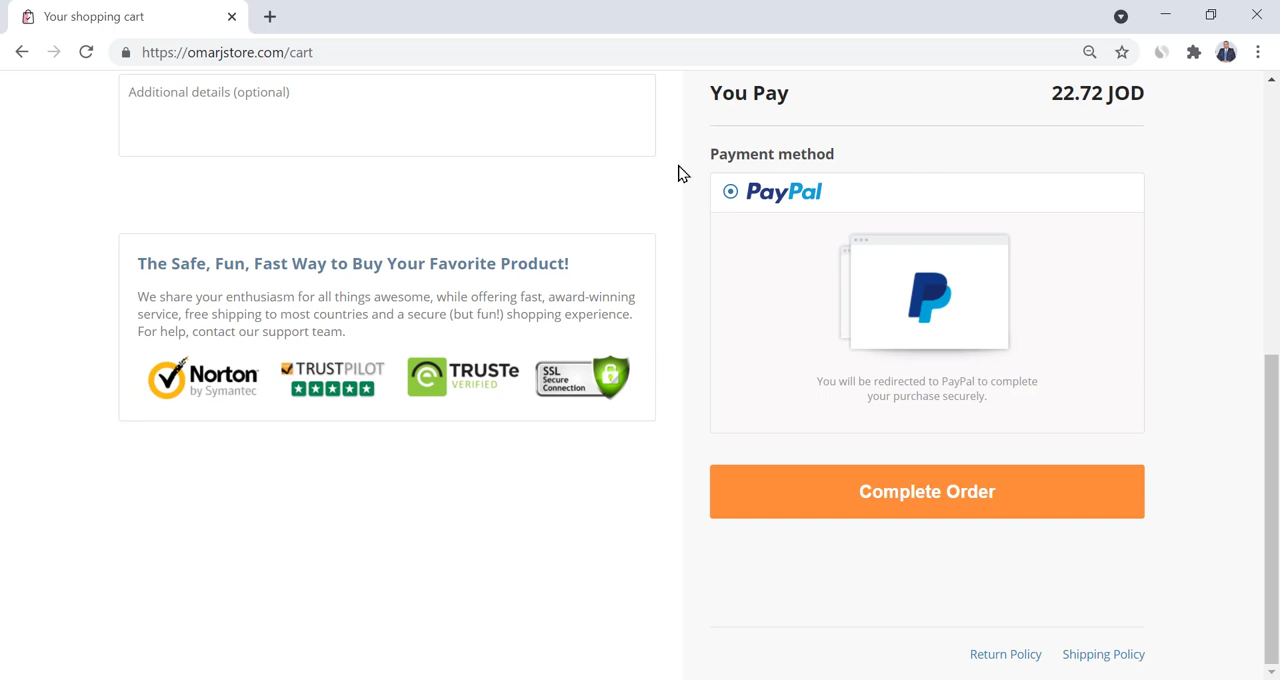 Your shopping cart
https://omarjstore.com/cart
Additional details (optional)
The Safe, Fun, Fast Way to Buy Your Favorite Product!
We share your enthusiasm for all things awesome, while offering fast, award-winning
service, free shipping to most countries and a secure (but fun!) shopping experience.
For help, contact our support team.
Norton
by Symantec
TRUSTPILOT
TRUSTe
VERIFIED
SSL
Secure
Connection
You Pay 22.72 JOD
Payment method
PayPal
You will be redirected to PayPal to complete
your purchase securely.
Complete Order
Return Policy Shipping Policy